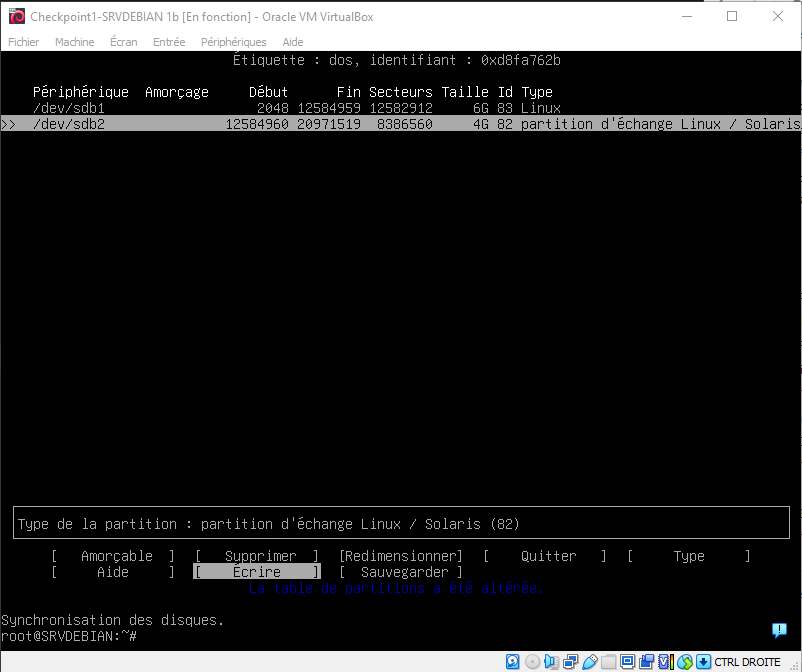 Checkpoint1-SRVDEBIAN 1b [En fonction] - Oracle VM VirtualBox
Fichier Machine Écran Entrée Périphériques Aide
Étiquette : dos, identifiant : 0xd8fa762b
Périphérique Amorçage Début Fin Secteurs Taille Id Type
/dev/sdb1 2048 12584959 12582912 6G 83 Linux
>> /dev/sdb2 12584960 20971519 8386560 4G 82 partition d'échange Linux / Solaris
Type de la partition : partition d'échange Linux / Solaris (82)
[ Amorçable ] [ Supprimer ] [Redimensionner] [ Quitter ] [ Type ]
[ Aide ] [ Écrire ] [ Sauvegarder ]
La table de partitions a été altérée.
Synchronisation des disques.
root@SRVDEBIAN:~#
CTRL DROITE